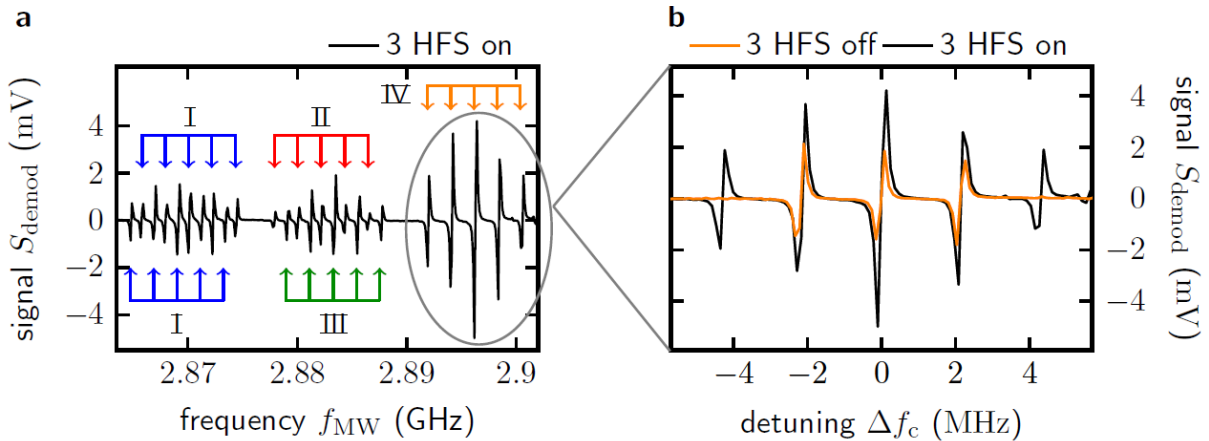 a
3 HFS on
signal S_demod (mV)
4
2
0
−2
−4
I
II
IV
I
III
2.87
2.88
2.89
2.9
frequency f_MW (GHz)
b
3 HFS off
3 HFS on
signal S_demod (mV)
4
2
0
−2
−4
−4
−2
0
2
4
detuning Δf_c (MHz)